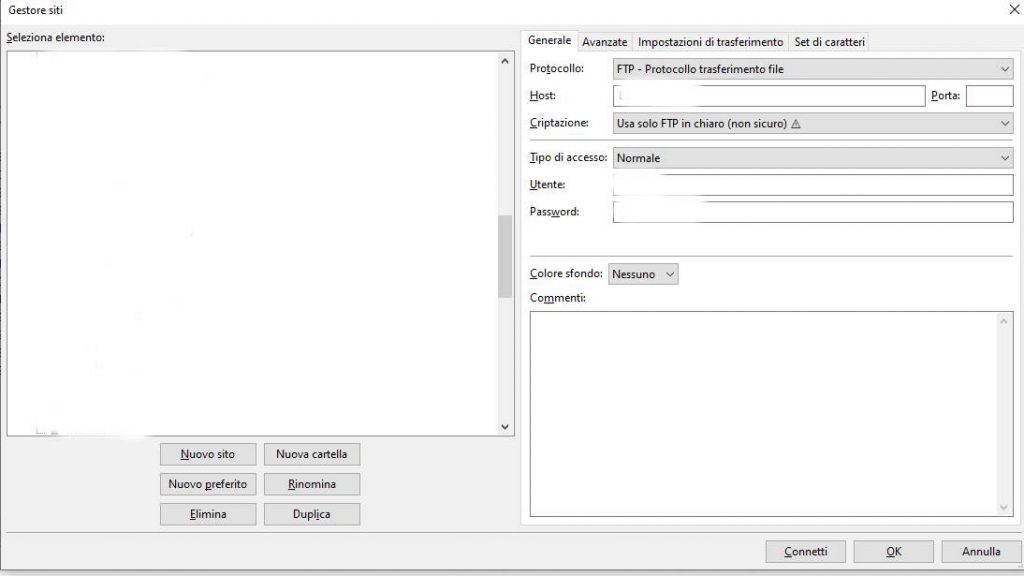 Gestore siti
Seleziona elemento:
Generale Avanzate Impostazioni di trasferimento Set di caratteri
Protocollo: FTP - Protocollo trasferimento file
Host: Porta:
Criptazione: Usa solo FTP in chiaro (non sicuro) ⚠
Tipo di accesso: Normale
Utente:
Password:
Colore sfondo: Nessuno
Commenti:
Nuovo sito Nuova cartella
Nuovo preferito Rinomina
Elimina Duplica
Connetti OK Annulla